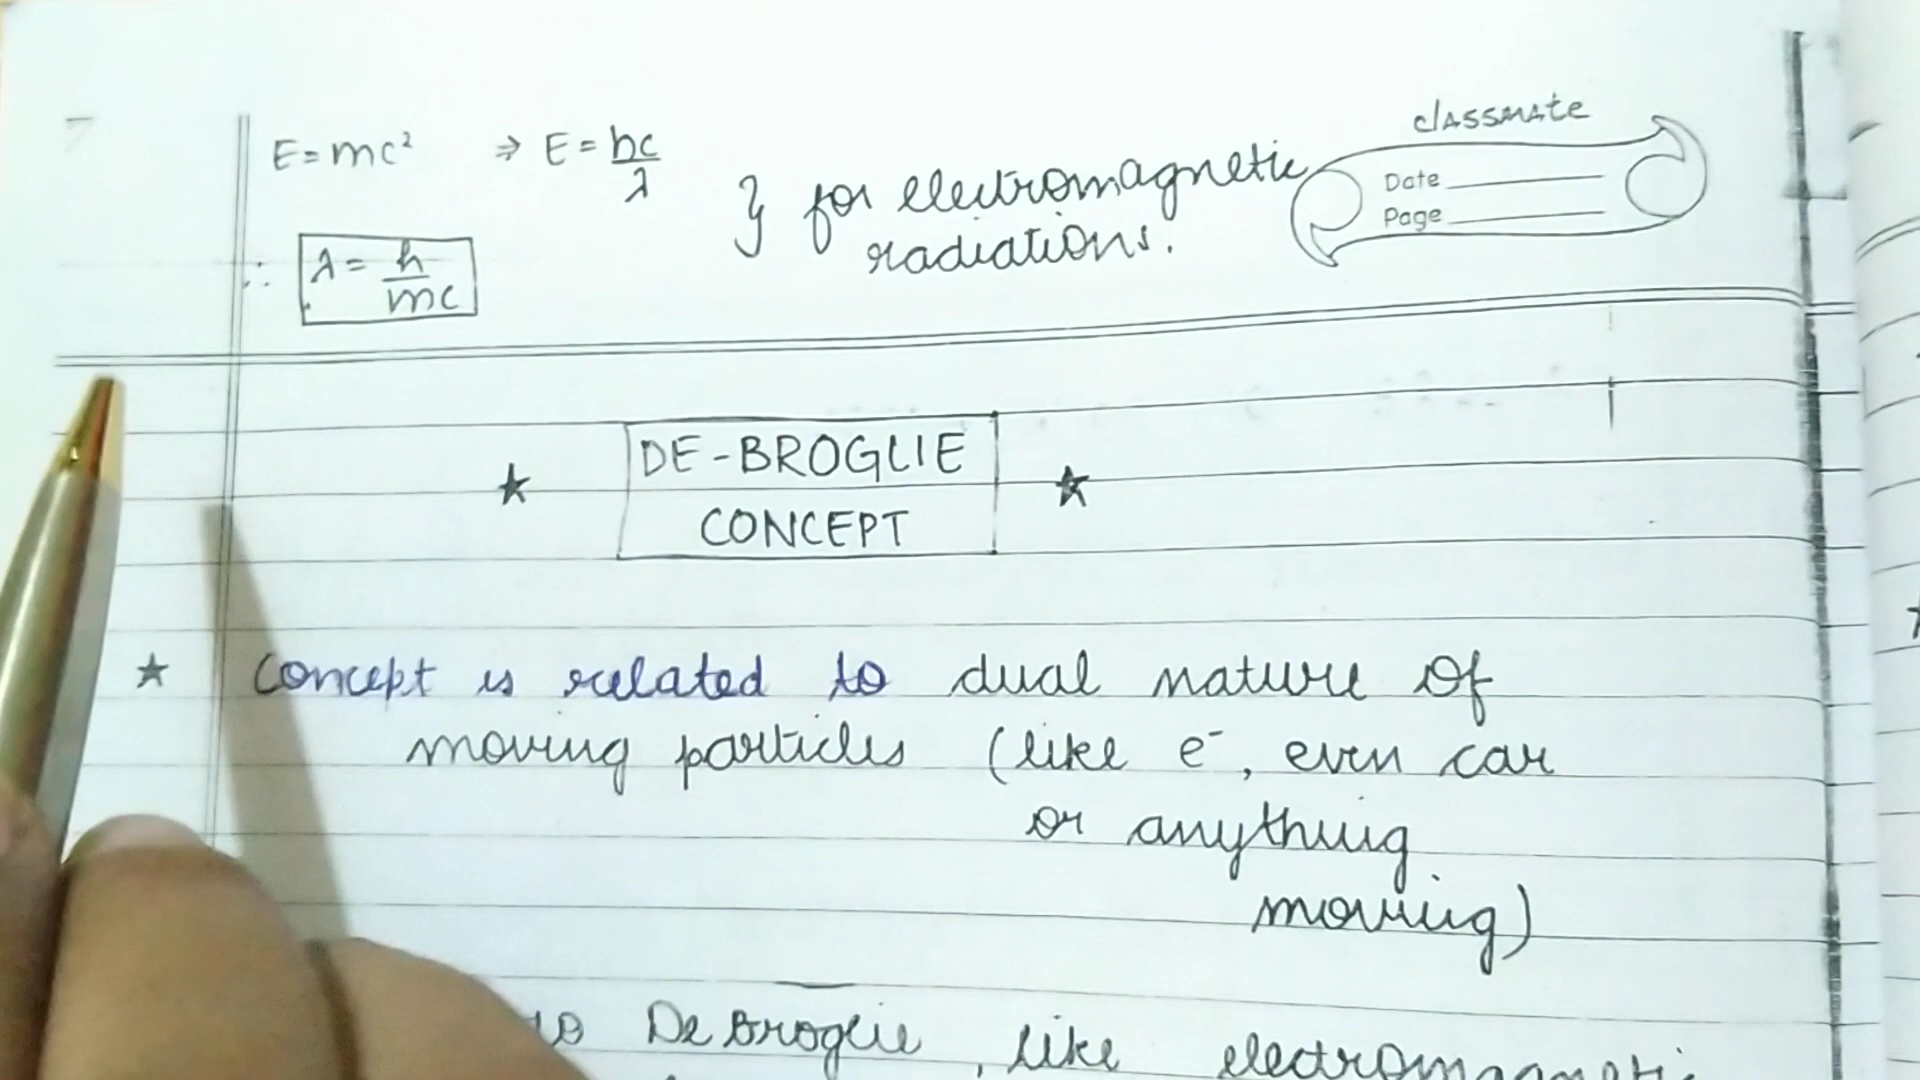 classmate
E=mc² ⇒ E = hc/λ
} for electromagnetic
radiations.
Date
Page
∴ λ = h/mc
DE-BROGLIE
CONCEPT
★ Concept is related to dual nature of
moving particles (like e⁻, even car
or anything
moving)
De Broglie, like